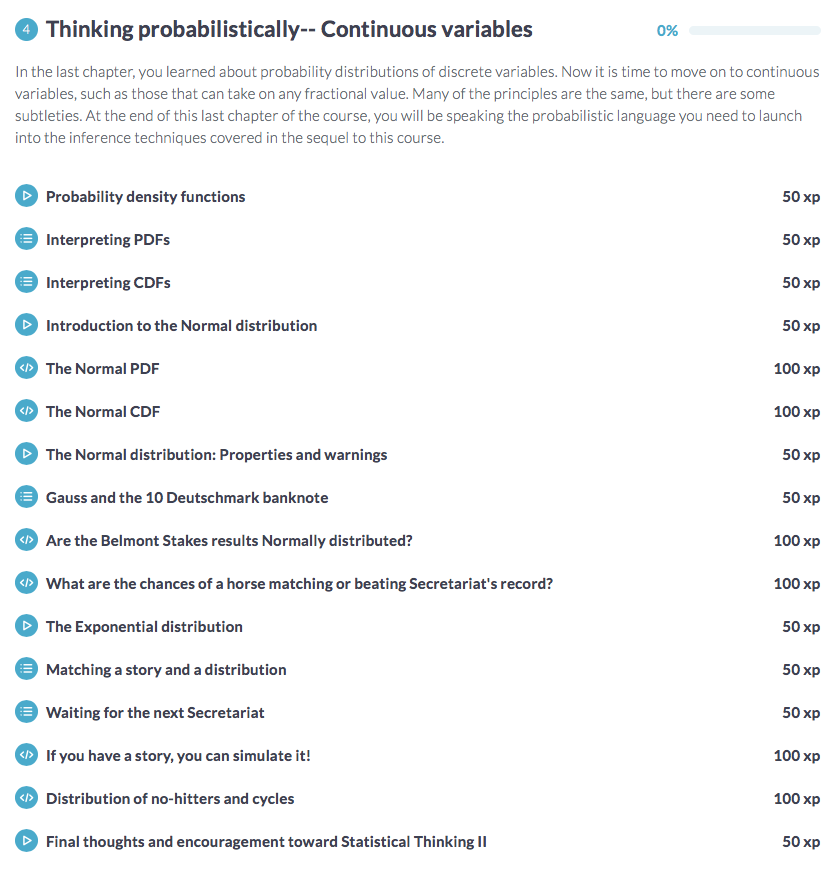 4 Thinking probabilistically-- Continuous variables 0%
In the last chapter, you learned about probability distributions of discrete variables. Now it is time to move on to continuous
variables, such as those that can take on any fractional value. Many of the principles are the same, but there are some
subtleties. At the end of this last chapter of the course, you will be speaking the probabilistic language you need to launch
into the inference techniques covered in the sequel to this course.
Probability density functions 50 xp
Interpreting PDFs 50 xp
Interpreting CDFs 50 xp
Introduction to the Normal distribution 50 xp
The Normal PDF 100 xp
The Normal CDF 100 xp
The Normal distribution: Properties and warnings 50 xp
Gauss and the 10 Deutschmark banknote 50 xp
Are the Belmont Stakes results Normally distributed? 100 xp
What are the chances of a horse matching or beating Secretariat's record? 100 xp
The Exponential distribution 50 xp
Matching a story and a distribution 50 xp
Waiting for the next Secretariat 50 xp
If you have a story, you can simulate it! 100 xp
Distribution of no-hitters and cycles 100 xp
Final thoughts and encouragement toward Statistical Thinking II 50 xp